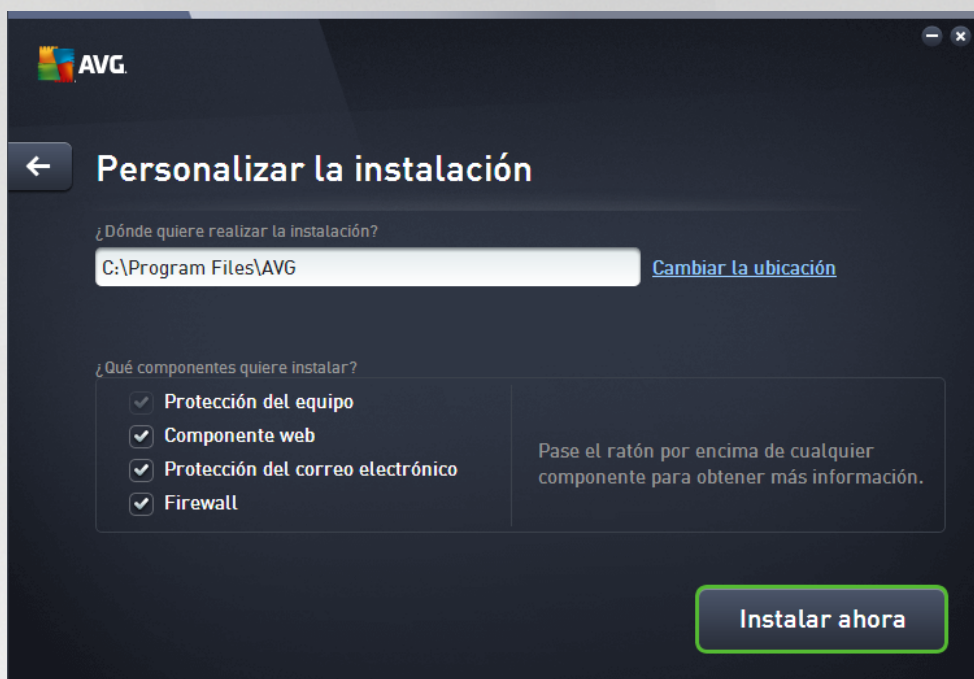 AVG.
Personalizar la instalación
¿Dónde quiere realizar la instalación?
C:\Program Files\AVG
Cambiar la ubicación
¿Qué componentes quiere instalar?
Protección del equipo
Componente web
Protección del correo electrónico
Firewall
Pase el ratón por encima de cualquier
componente para obtener más información.
Instalar ahora